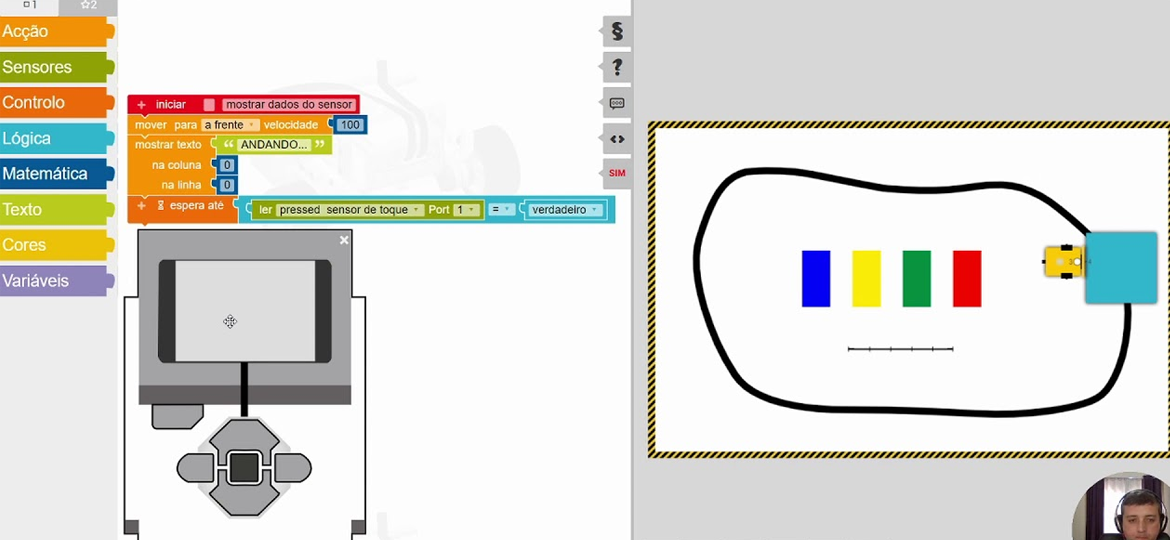 1
☆2
Acção
Sensores
Controlo
Lógica
Matemática
Texto
Cores
Variáveis
+ iniciar mostrar dados do sensor
mover para a frente velocidade 100
mostrar texto “ ANDANDO... ”
na coluna 0
na linha 0
+ espera até ler pressed sensor de toque Port 1 = verdadeiro
§
?
<>
SIM
×